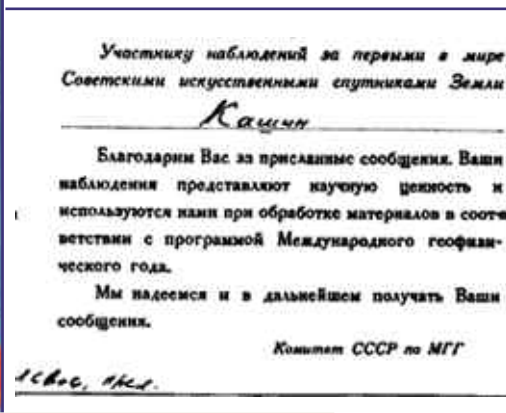 Участнику наблюдений за первыми в мире
Советскими искусственными спутниками Земли
Кашин
Благодарим Вас за присланные сообщения. Ваши
наблюдения представляют научную ценность и
используются нами при обработке материалов в соот-
ветствии с программой Международного геофизи-
ческого года.
Мы надеемся и в дальнейшем получать Ваши
сообщения.
Комитет СССР по МГГ